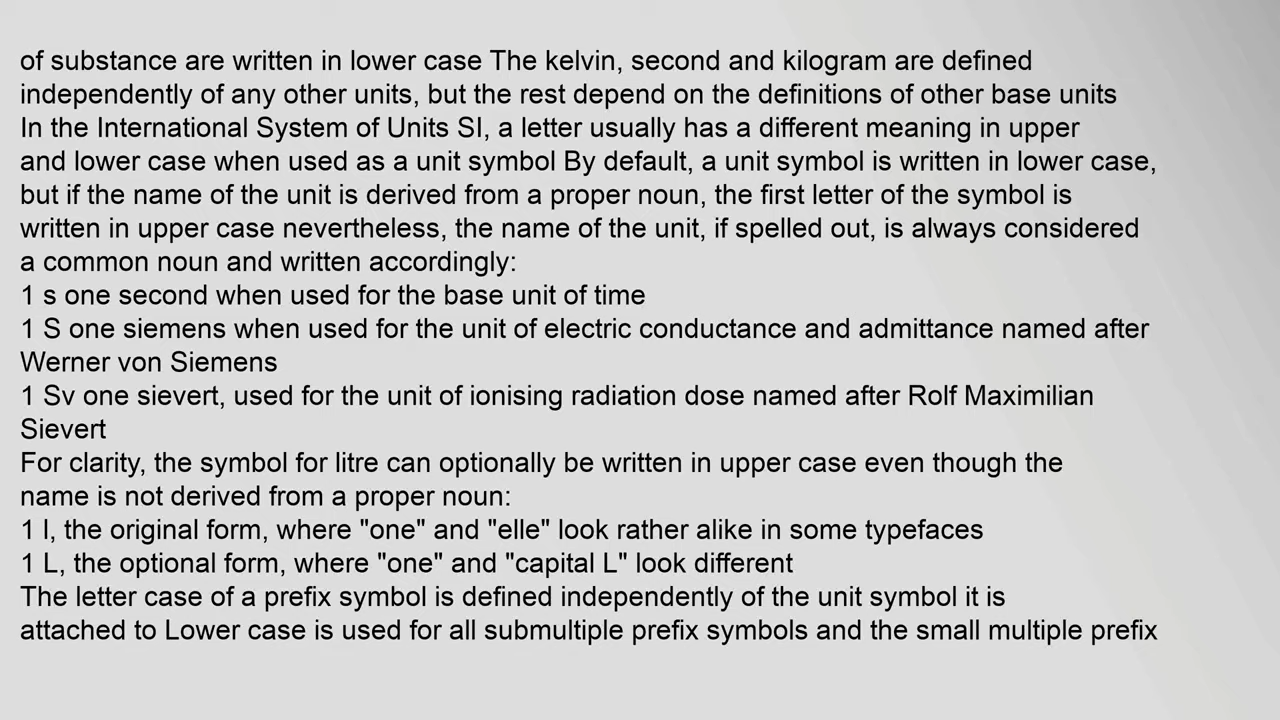 of substance are written in lower case The kelvin, second and kilogram are defined
independently of any other units, but the rest depend on the definitions of other base units
In the International System of Units SI, a letter usually has a different meaning in upper
and lower case when used as a unit symbol By default, a unit symbol is written in lower case,
but if the name of the unit is derived from a proper noun, the first letter of the symbol is
written in upper case nevertheless, the name of the unit, if spelled out, is always considered
a common noun and written accordingly:
1 s one second when used for the base unit of time
1 S one siemens when used for the unit of electric conductance and admittance named after
Werner von Siemens
1 Sv one sievert, used for the unit of ionising radiation dose named after Rolf Maximilian
Sievert
For clarity, the symbol for litre can optionally be written in upper case even though the
name is not derived from a proper noun:
1 l, the original form, where "one" and "elle" look rather alike in some typefaces
1 L, the optional form, where "one" and "capital L" look different
The letter case of a prefix symbol is defined independently of the unit symbol it is
attached to Lower case is used for all submultiple prefix symbols and the small multiple prefix